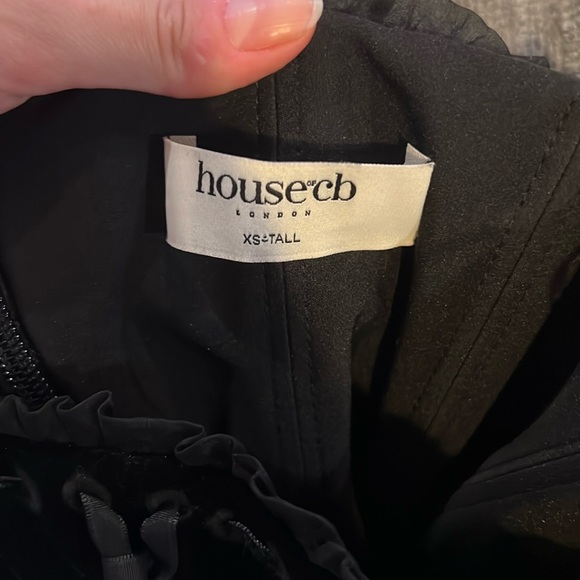 house OF cb
LONDON
XS-TALL